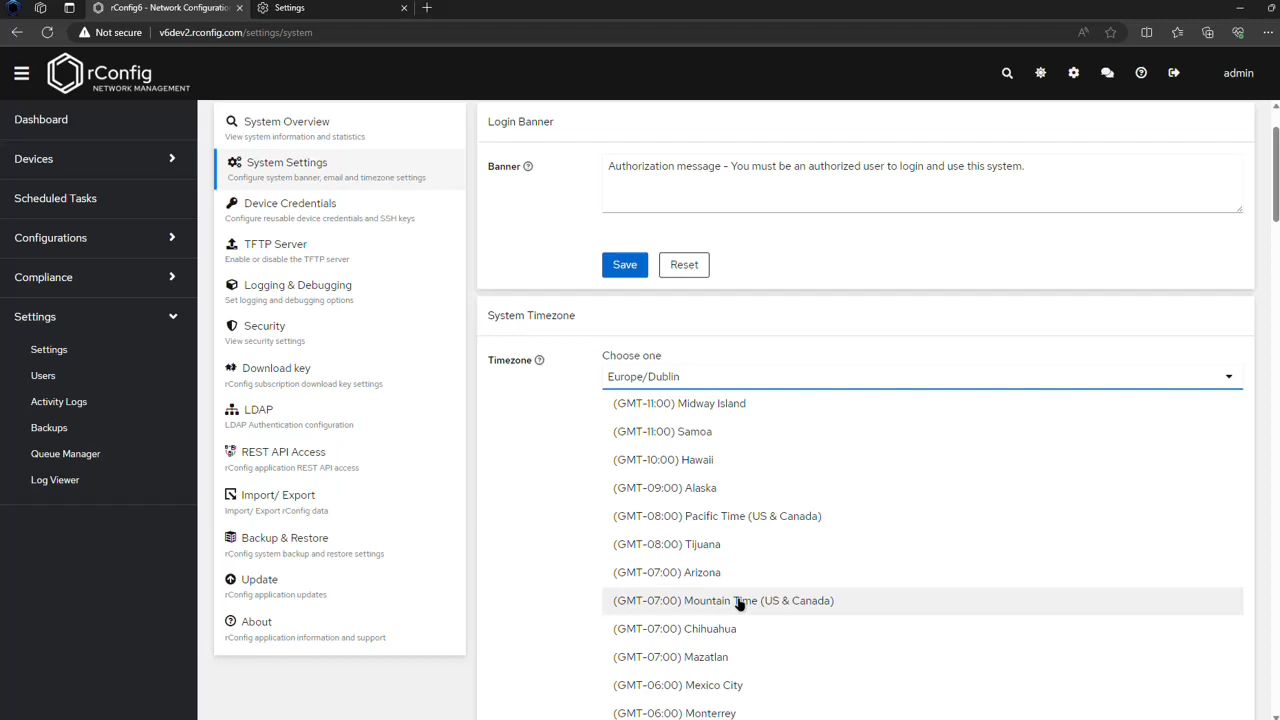 rConfig6 - Network Configuratio
Settings
Not secure
v6dev2.rconfig.com/settings/system
rConfig
NETWORK MANAGEMENT
admin
Dashboard
Devices
Scheduled Tasks
Configurations
Compliance
Settings
Settings
Users
Activity Logs
Backups
Queue Manager
Log Viewer
System Overview
View system information and statistics
System Settings
Configure system banner, email and timezone settings
Device Credentials
Configure reusable device credentials and SSH keys
TFTP Server
Enable or disable the TFTP server
Logging & Debugging
Set logging and debugging options
Security
View security settings
Download key
rConfig subscription download key settings
LDAP
LDAP Authentication configuration
REST API Access
rConfig application REST API access
Import/ Export
Import/ Export rConfig data
Backup & Restore
rConfig system backup and restore settings
Update
rConfig application updates
About
rConfig application information and support
Login Banner
Banner
Authorization message - You must be an authorized user to login and use this system.
Save
Reset
System Timezone
Timezone
Choose one
Europe/Dublin
(GMT-11:00) Midway Island
(GMT-11:00) Samoa
(GMT-10:00) Hawaii
(GMT-09:00) Alaska
(GMT-08:00) Pacific Time (US & Canada)
(GMT-08:00) Tijuana
(GMT-07:00) Arizona
(GMT-07:00) Mountain Time (US & Canada)
(GMT-07:00) Chihuahua
(GMT-07:00) Mazatlan
(GMT-06:00) Mexico City
(GMT-06:00) Monterrey